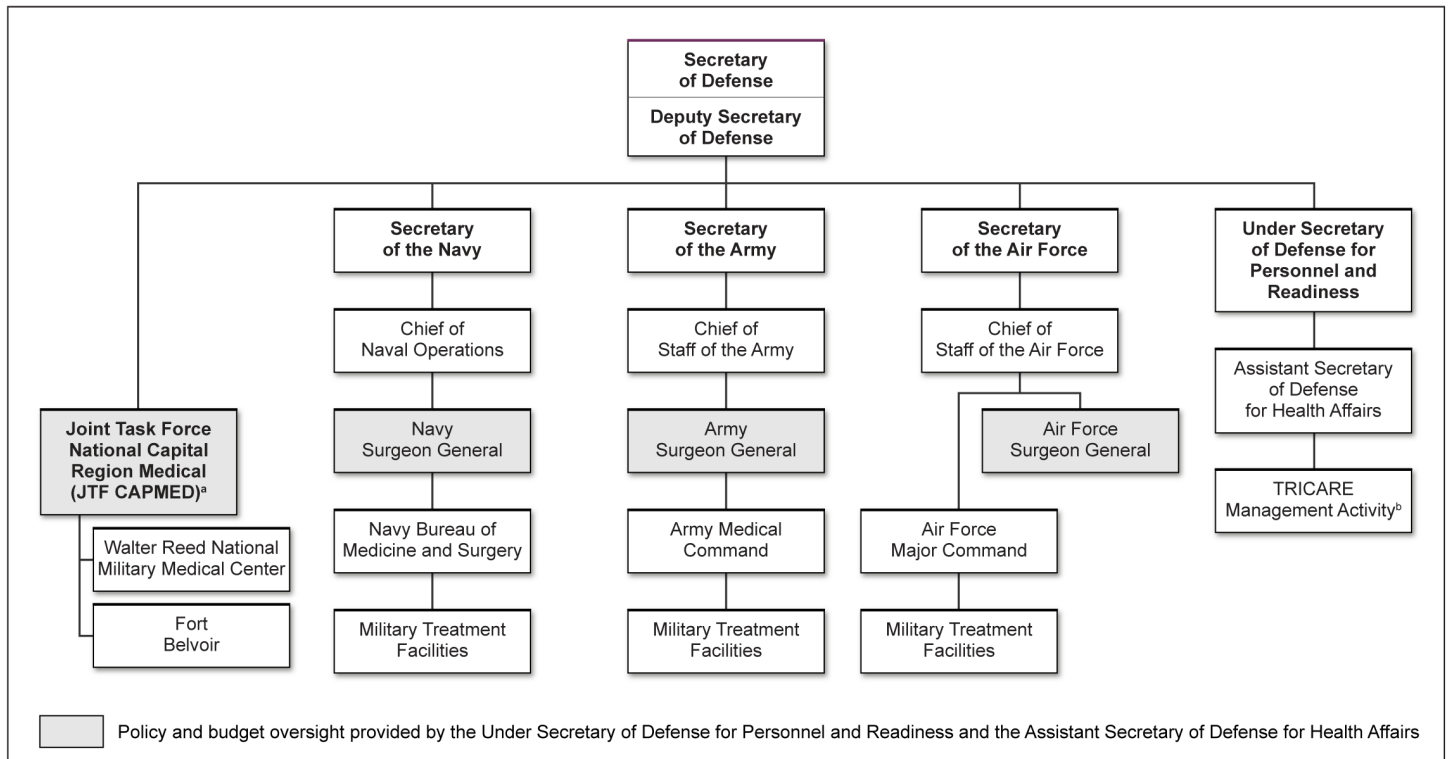 Secretary
of Defense
Deputy Secretary
of Defense
Secretary
of the Navy
Secretary
of the Army
Secretary
of the Air Force
Under Secretary
of Defense for
Personnel and
Readiness
Chief of
Naval Operations
Chief of
Staff of the Army
Chief of
Staff of the Air Force
Assistant Secretary
of Defense
for Health Affairs
Joint Task Force
National Capital
Region Medical
(JTF CAPMED)ᵃ
Navy
Surgeon General
Army
Surgeon General
Air Force
Surgeon General
TRICARE
Management Activityᵇ
Walter Reed National
Military Medical Center
Navy Bureau of
Medicine and Surgery
Army Medical
Command
Air Force
Major Command
Fort
Belvoir
Military Treatment
Facilities
Military Treatment
Facilities
Military Treatment
Facilities
Policy and budget oversight provided by the Under Secretary of Defense for Personnel and Readiness and the Assistant Secretary of Defense for Health Affairs